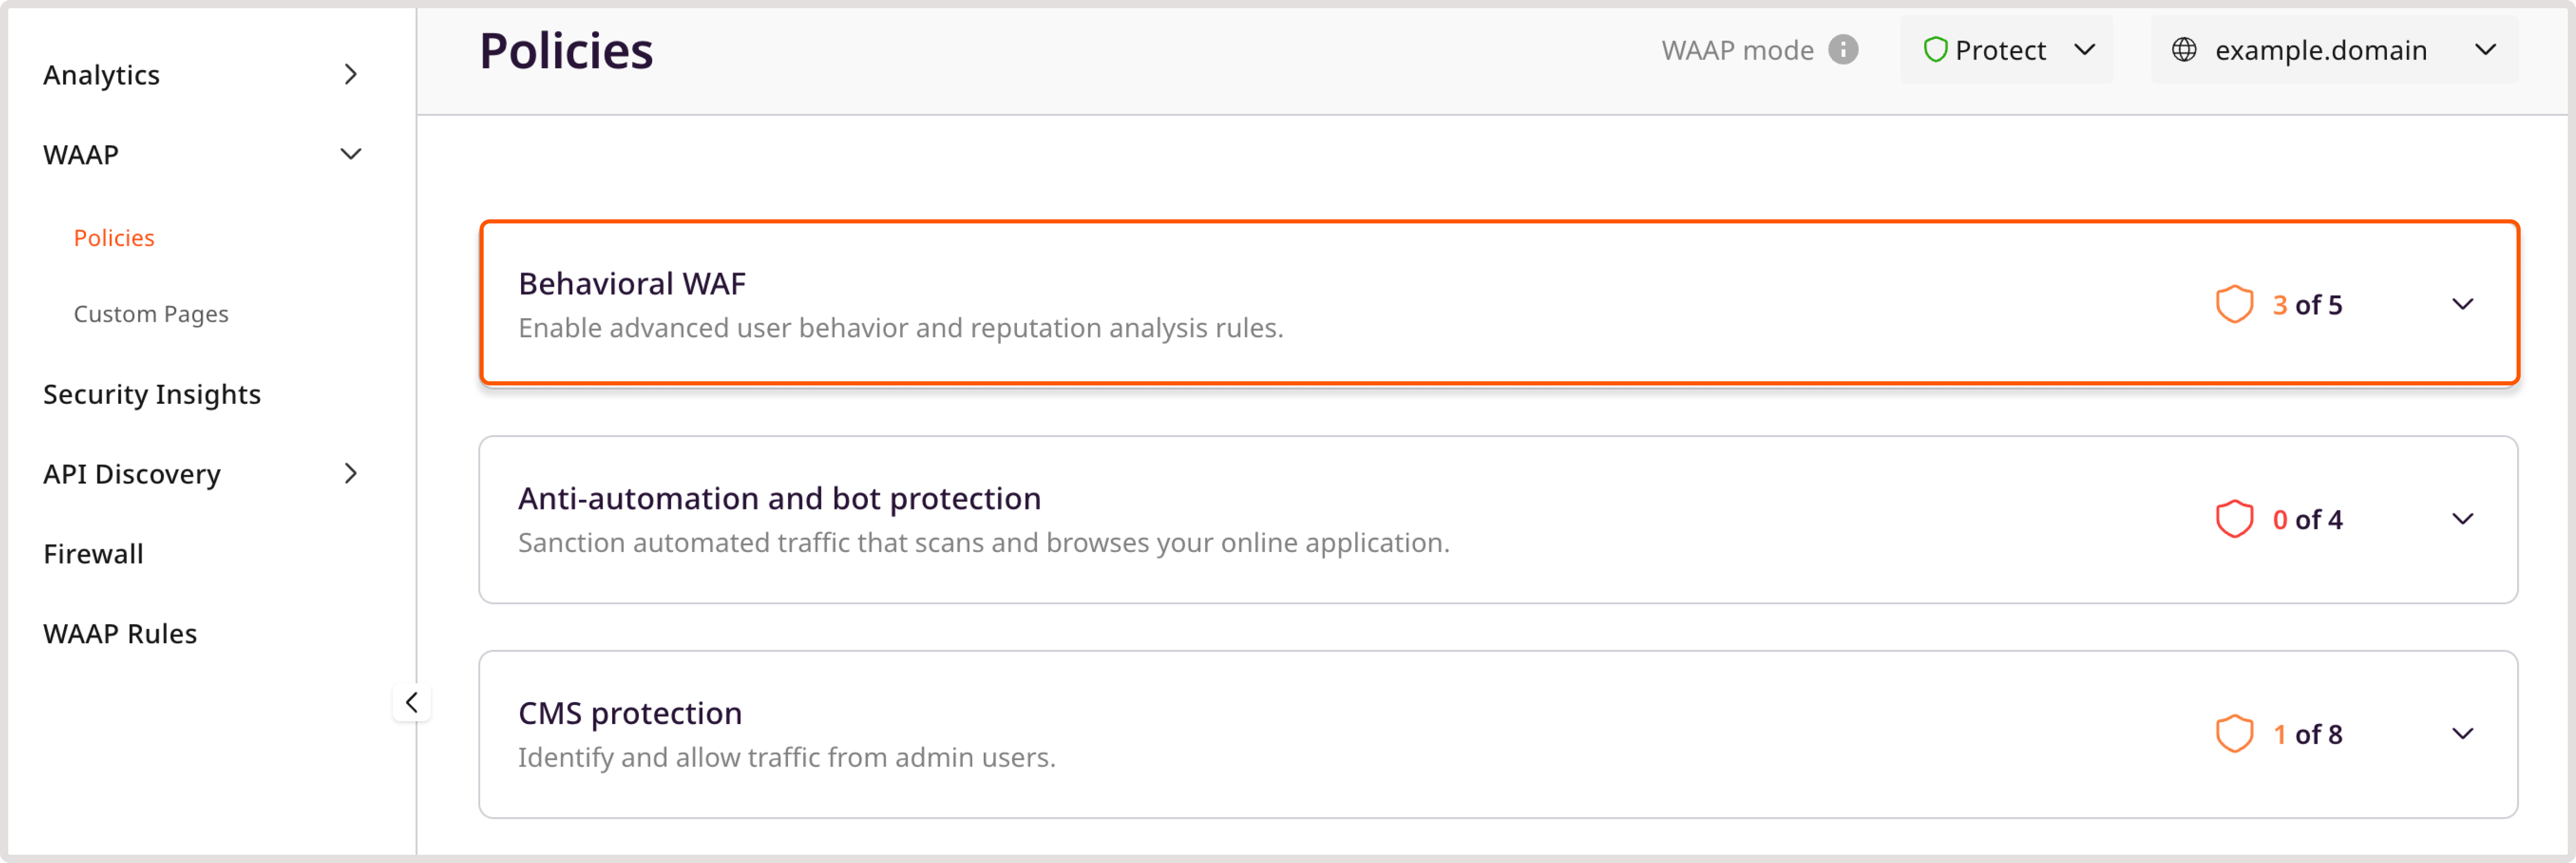 Analytics
WAAP
Policies
Custom Pages
Security Insights
API Discovery
Firewall
WAAP Rules
Policies
WAAP mode
Protect
example.domain
Behavioral WAF
Enable advanced user behavior and reputation analysis rules.
3 of 5
Anti-automation and bot protection
Sanction automated traffic that scans and browses your online application.
0 of 4
CMS protection
Identify and allow traffic from admin users.
1 of 8